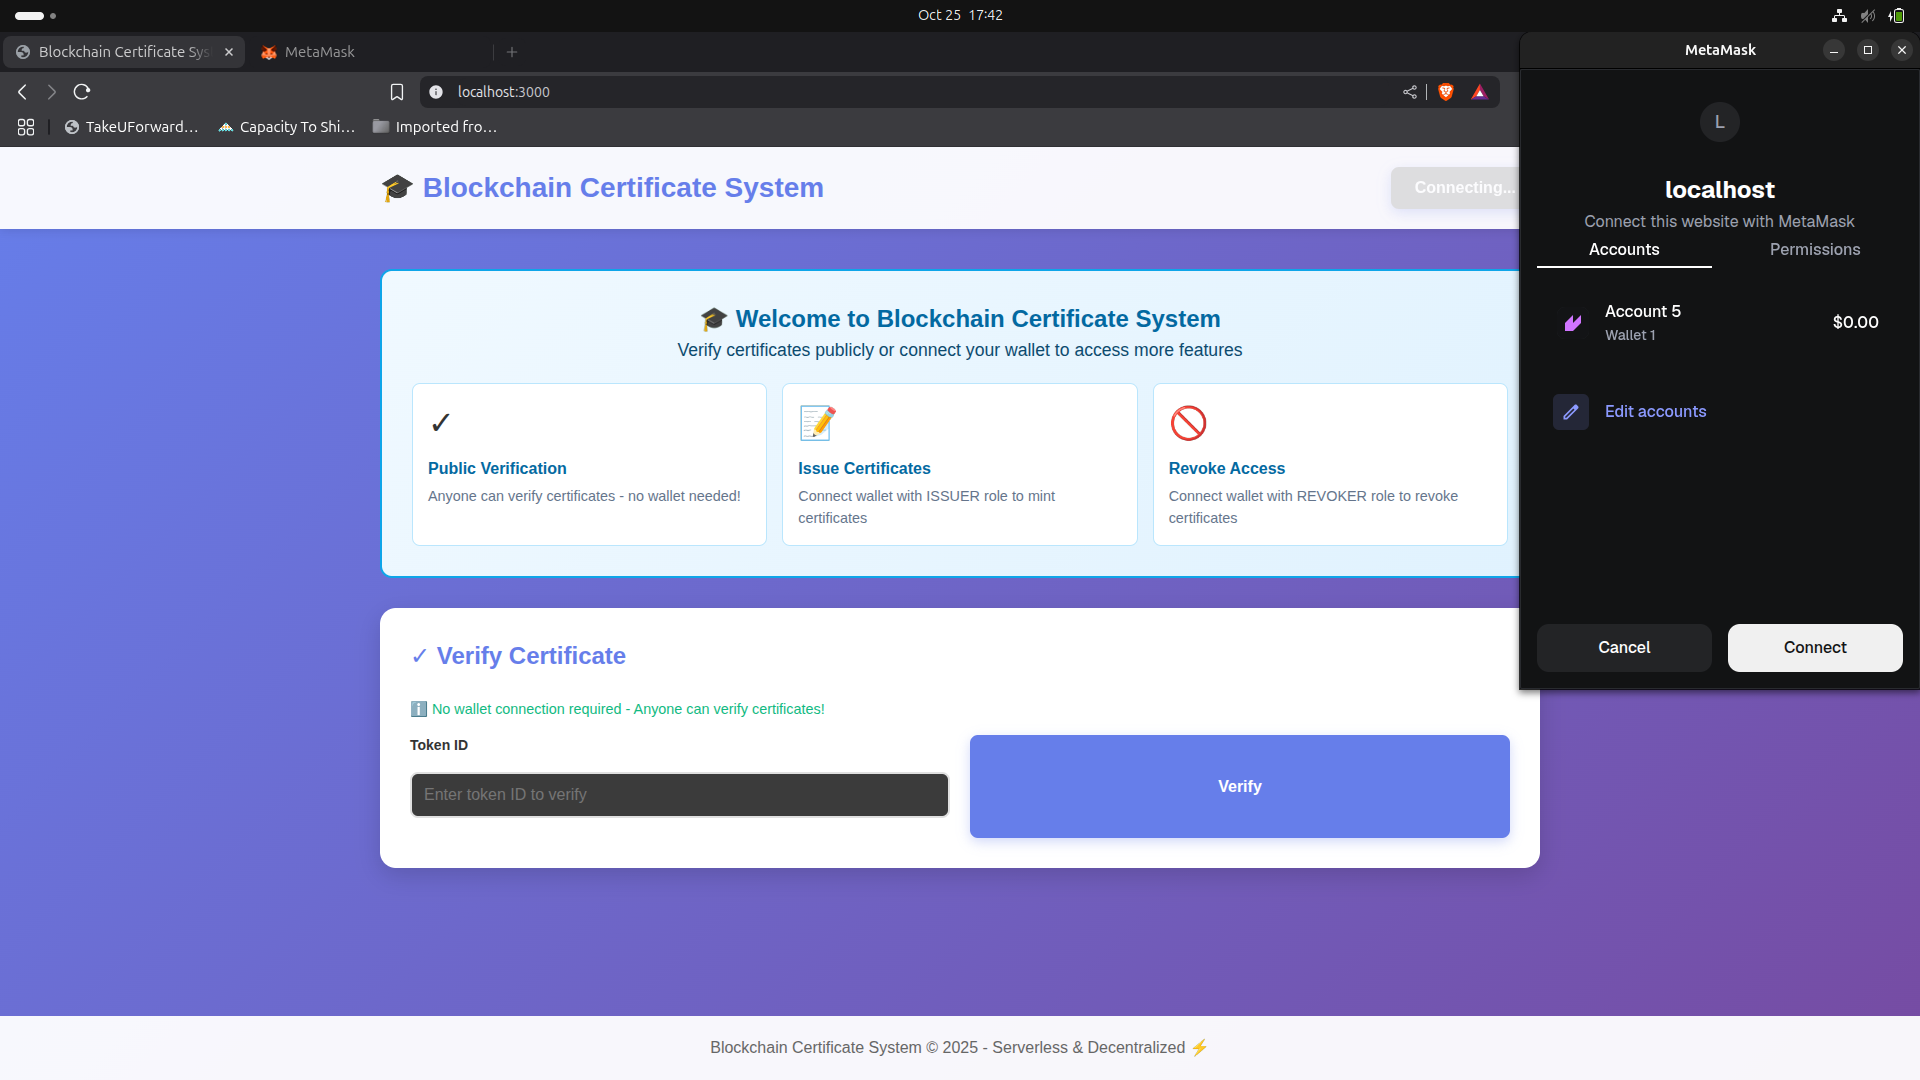 Oct 25 17:42
Blockchain Certificate Sys
MetaMask
localhost:3000
TakeUForward...
Capacity To Shi...
Imported fro...
🎓 Blockchain Certificate System
Connecting...
🎓 Welcome to Blockchain Certificate System
Verify certificates publicly or connect your wallet to access more features
✓
Public Verification
Anyone can verify certificates - no wallet needed!
📝
Issue Certificates
Connect wallet with ISSUER role to mint
certificates
🚫
Revoke Access
Connect wallet with REVOKER role to revoke
certificates
✓ Verify Certificate
ℹ️ No wallet connection required - Anyone can verify certificates!
Token ID
Enter token ID to verify
Verify
Blockchain Certificate System © 2025 - Serverless & Decentralized ⚡
MetaMask
L
localhost
Connect this website with MetaMask
Accounts
Permissions
Account 5
Wallet 1
$0.00
Edit accounts
Cancel
Connect